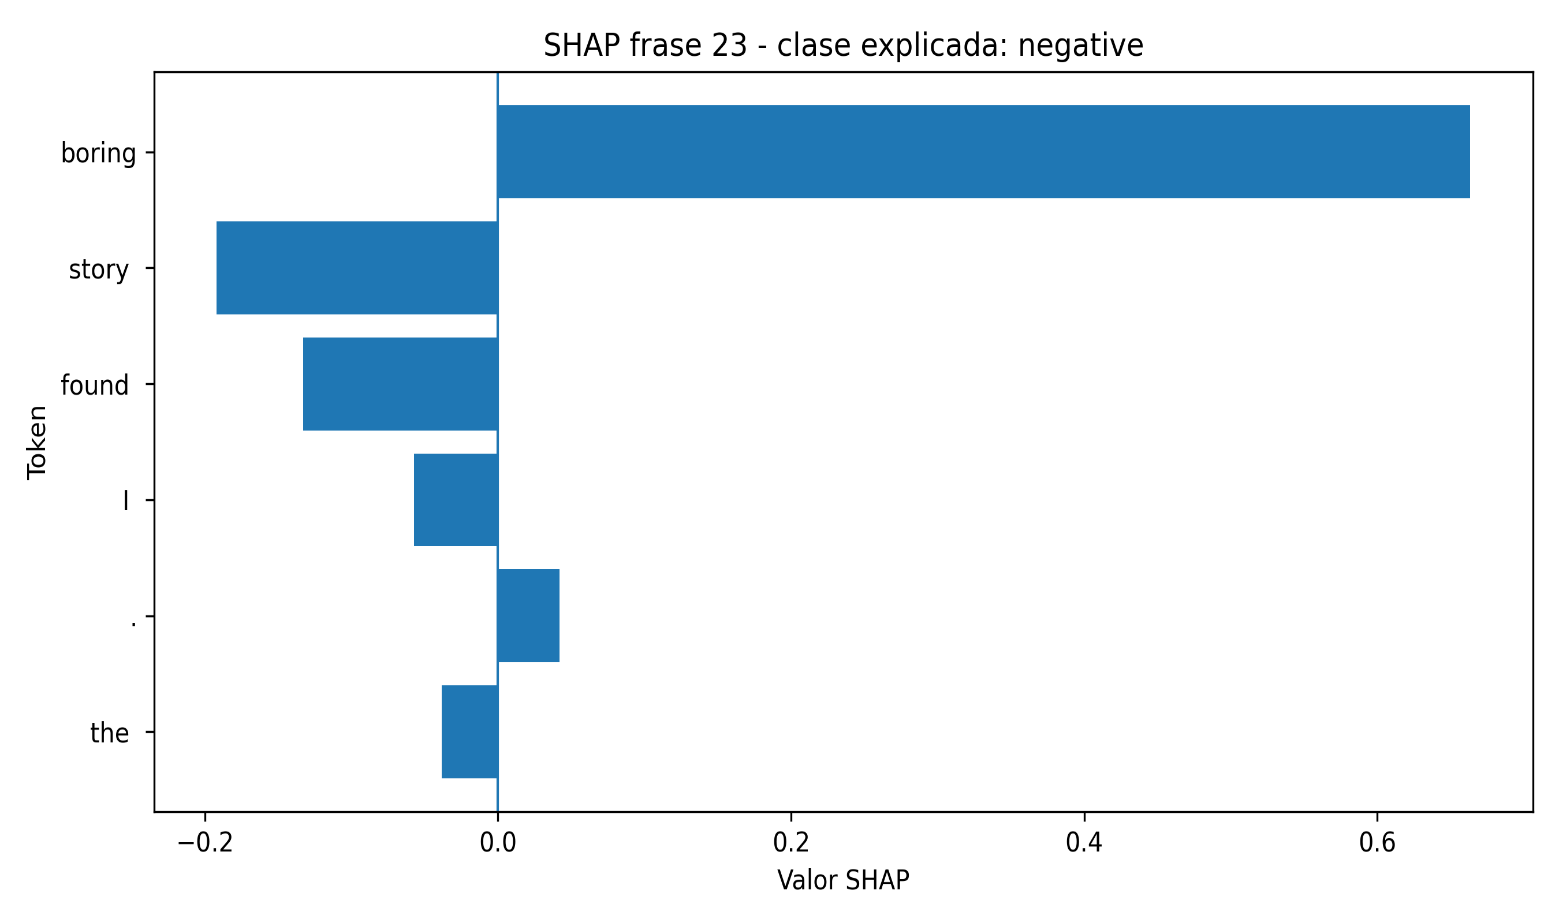 SHAP frase 23 - clase explicada: negative
boring
story
found
I
.
the
Token
−0.2 0.0 0.2 0.4 0.6
Valor SHAP